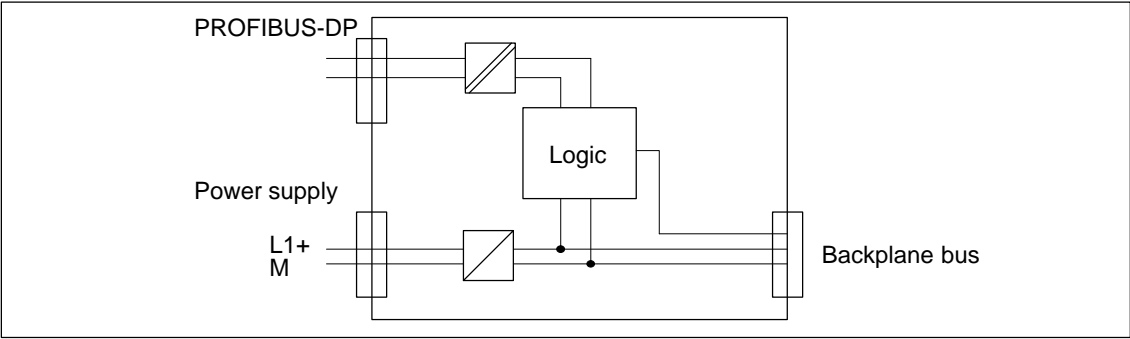 PROFIBUS-DP
Logic
Power supply
L1+
M
Backplane bus